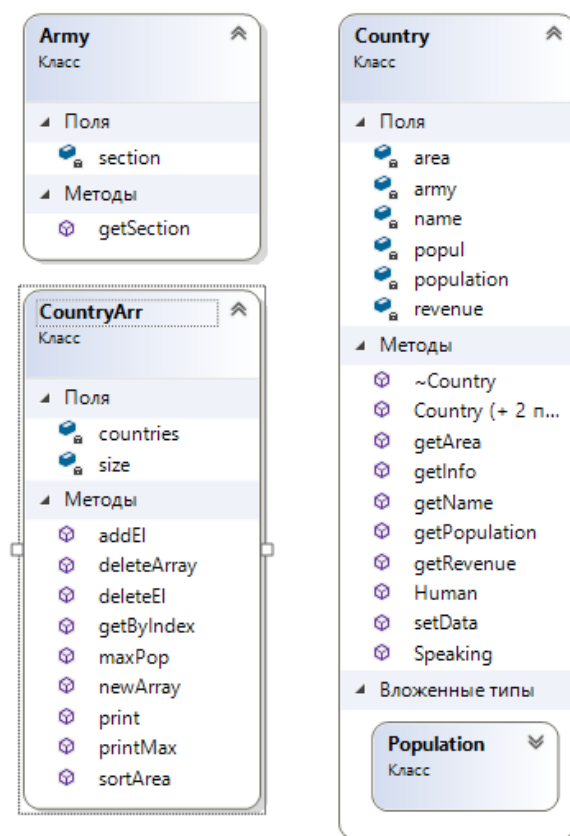 Army
Класс
Поля
section
Методы
getSection
CountryArr
Класс
Поля
countries
size
Методы
addEl
deleteArray
deleteEl
getByIndex
maxPop
newArray
print
printMax
sortArea
Country
Класс
Поля
area
army
name
popul
population
revenue
Методы
~Country
Country (+ 2 п...
getArea
getInfo
getName
getPopulation
getRevenue
Human
setData
Speaking
Вложенные типы
Population
Класс